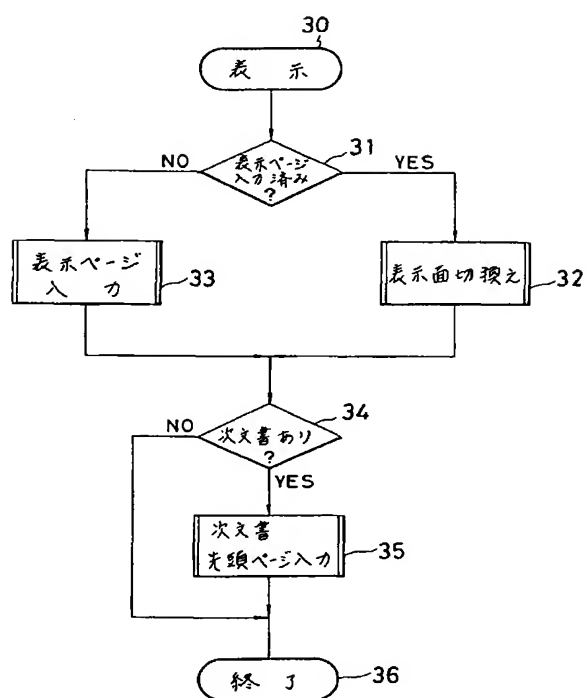 30
表 示
31
表示ページ
入力済み
?
NO
YES
表示ページ
入 力
33
表示面切換え
32
34
次文書あり
?
NO
YES
次文書
先頭ページ入力
35
終 了
36